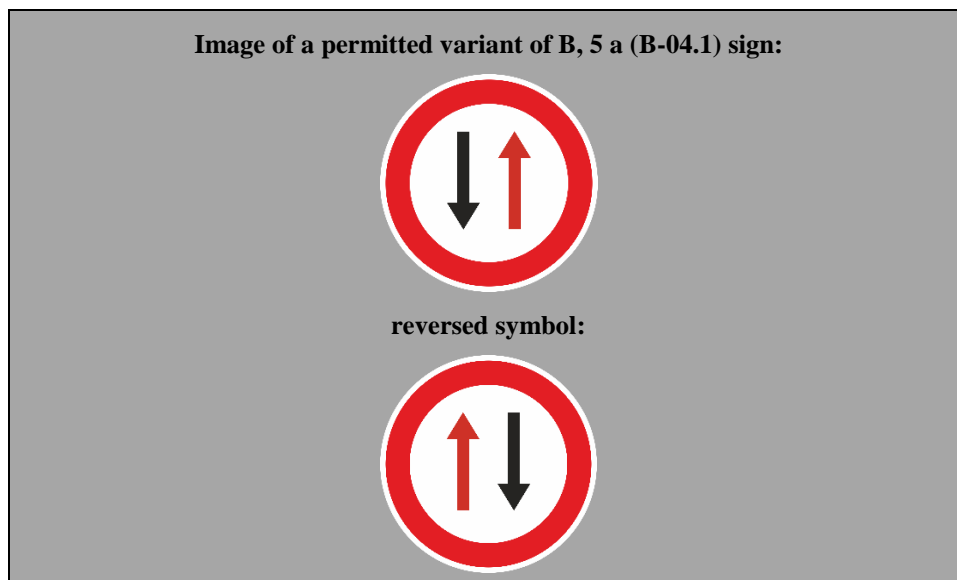 Image of a permitted variant of B, 5 a (B-04.1) sign:
reversed symbol: